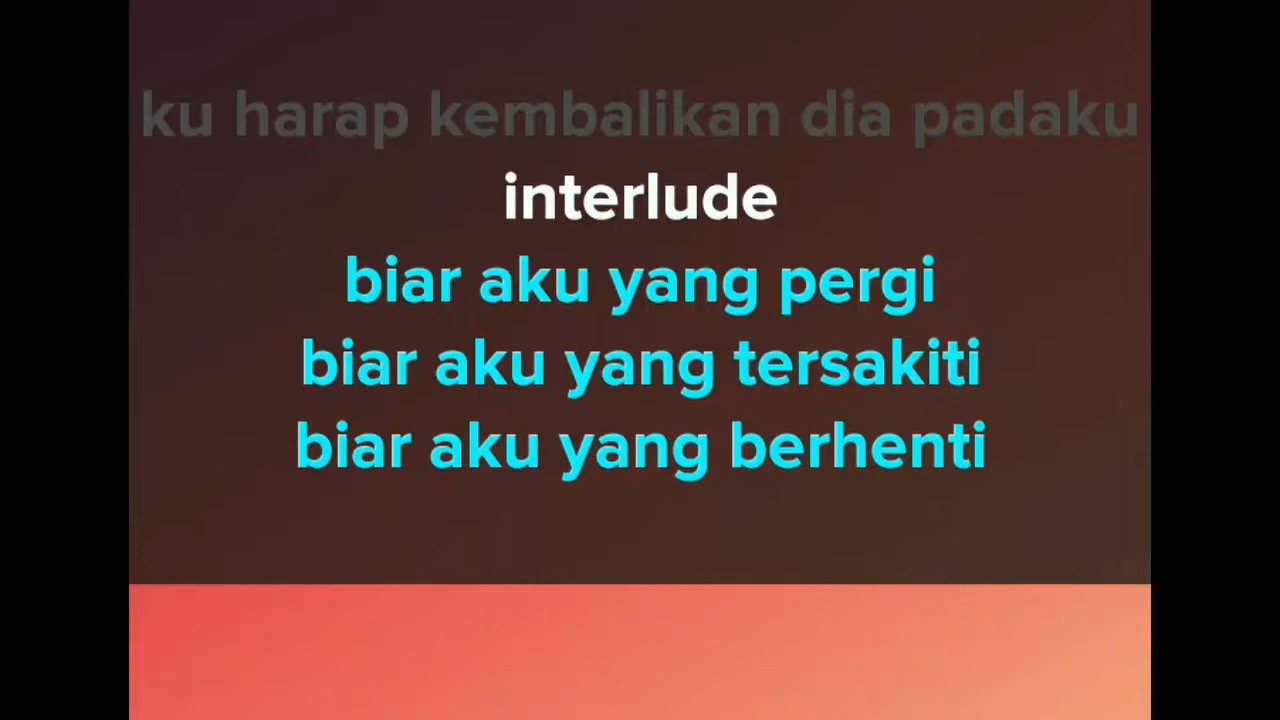 ku harap kembalikan dia padaku
interlude
biar aku yang pergi
biar aku yang tersakiti
biar aku yang berhenti